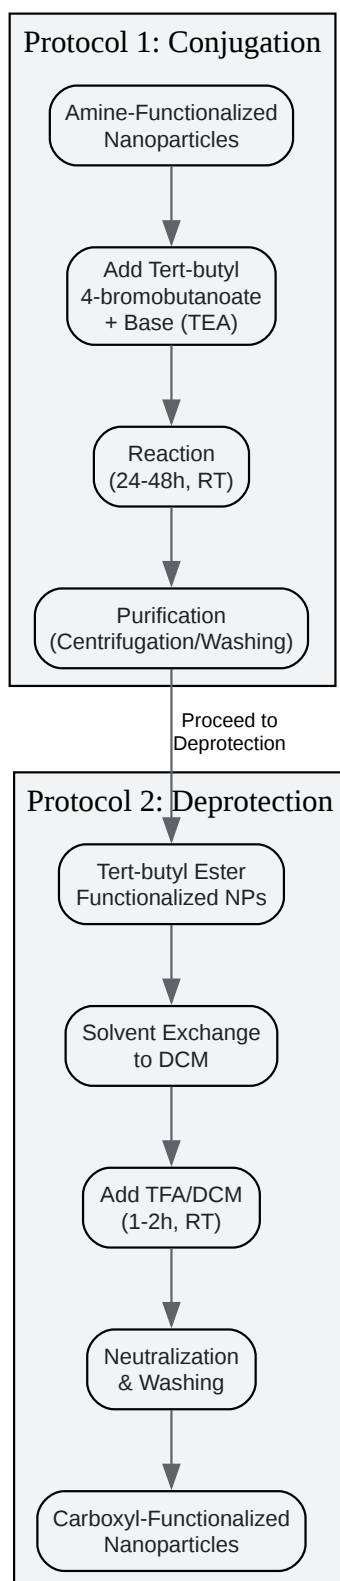 Protocol 1: Conjugation
Amine-Functionalized
Nanoparticles
Add Tert-butyl
4-bromobutanoate
+ Base (TEA)
Reaction
(24-48h, RT)
Purification
(Centrifugation/Washing)
Proceed to
Deprotection
Protocol 2: Deprotection
Tert-butyl Ester
Functionalized NPs
Solvent Exchange
to DCM
Add TFA/DCM
(1-2h, RT)
Neutralization
& Washing
Carboxyl-Functionalized
Nanoparticles